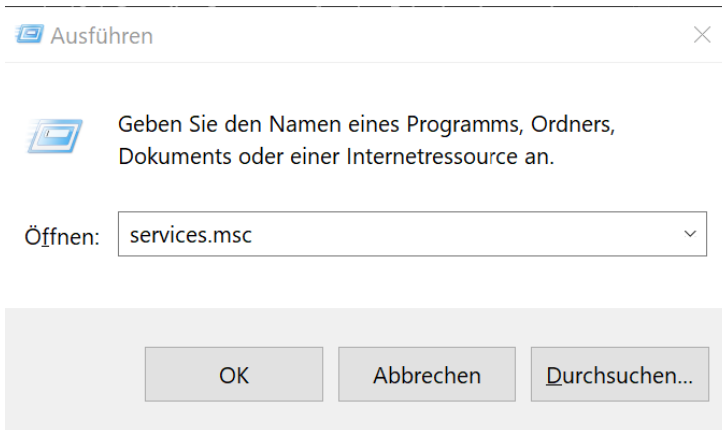 Ausführen
Geben Sie den Namen eines Programms, Ordners,
Dokuments oder einer Internetressource an.
Öffnen: services.msc
OK Abbrechen Durchsuchen...